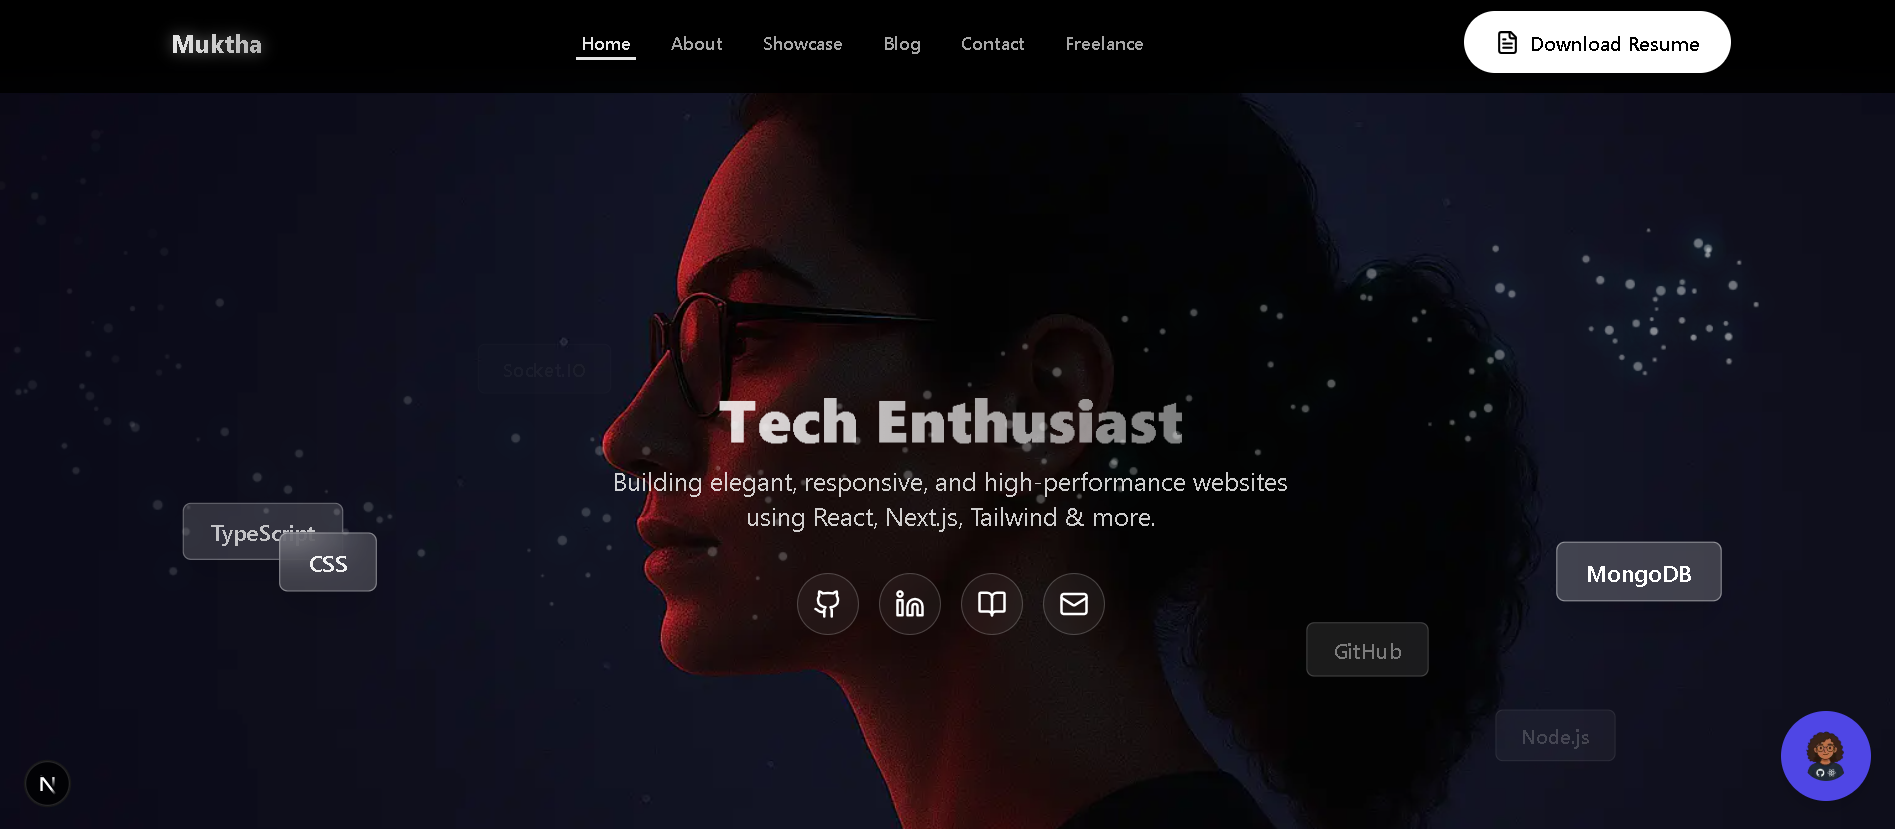 Muktha
Home
About
Showcase
Blog
Contact
Freelance
Download Resume
Socket.IO
Tech Enthusiast
Building elegant, responsive, and high-performance websites
using React, Next.js, Tailwind & more.
TypeScript
CSS
MongoDB
GitHub
Node.js
N